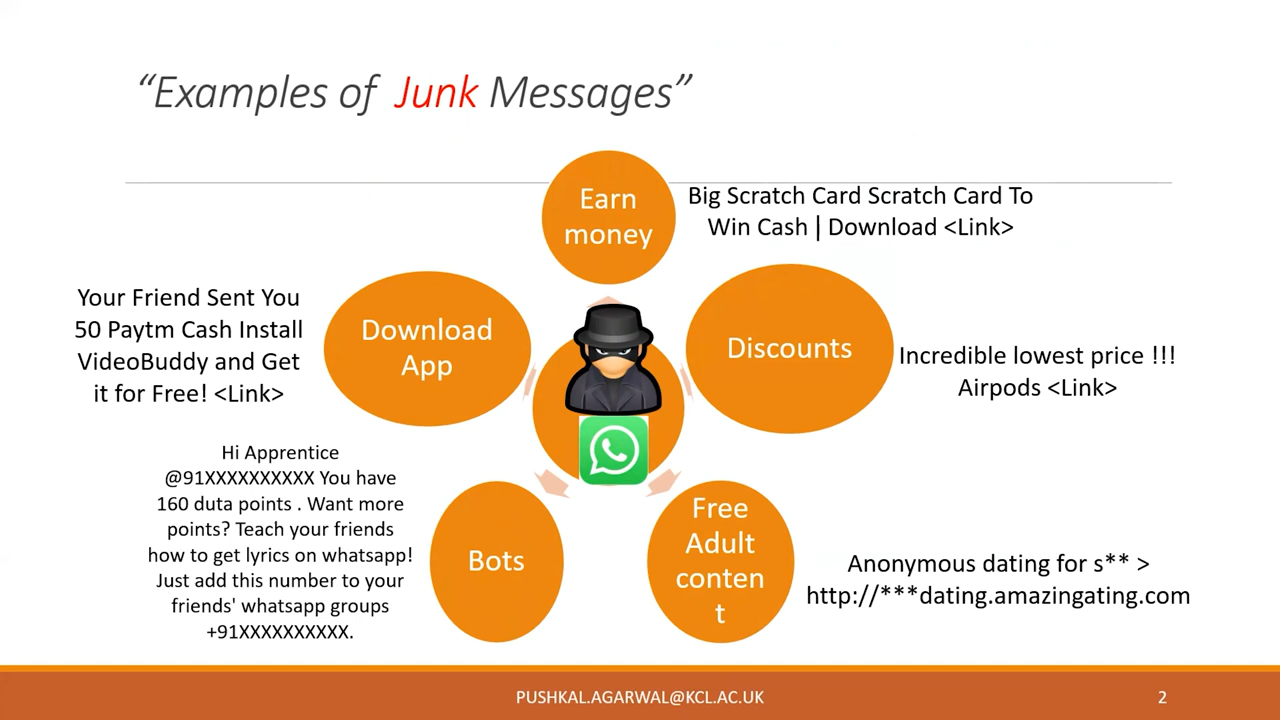 “Examples of Junk Messages”
Earn
money
Big Scratch Card Scratch Card To
Win Cash | Download <Link>
Your Friend Sent You
50 Paytm Cash Install
VideoBuddy and Get
it for Free! <Link>
Download
App
Discounts
Incredible lowest price !!!
Airpods <Link>
Hi Apprentice
@91XXXXXXXXXX You have
160 duta points . Want more
points? Teach your friends
how to get lyrics on whatsapp!
Just add this number to your
friends' whatsapp groups
+91XXXXXXXXXX.
Bots
Free
Adult
conten
t
Anonymous dating for s** >
http://***dating.amazingating.com
PUSHKAL.AGARWAL@KCL.AC.UK
2